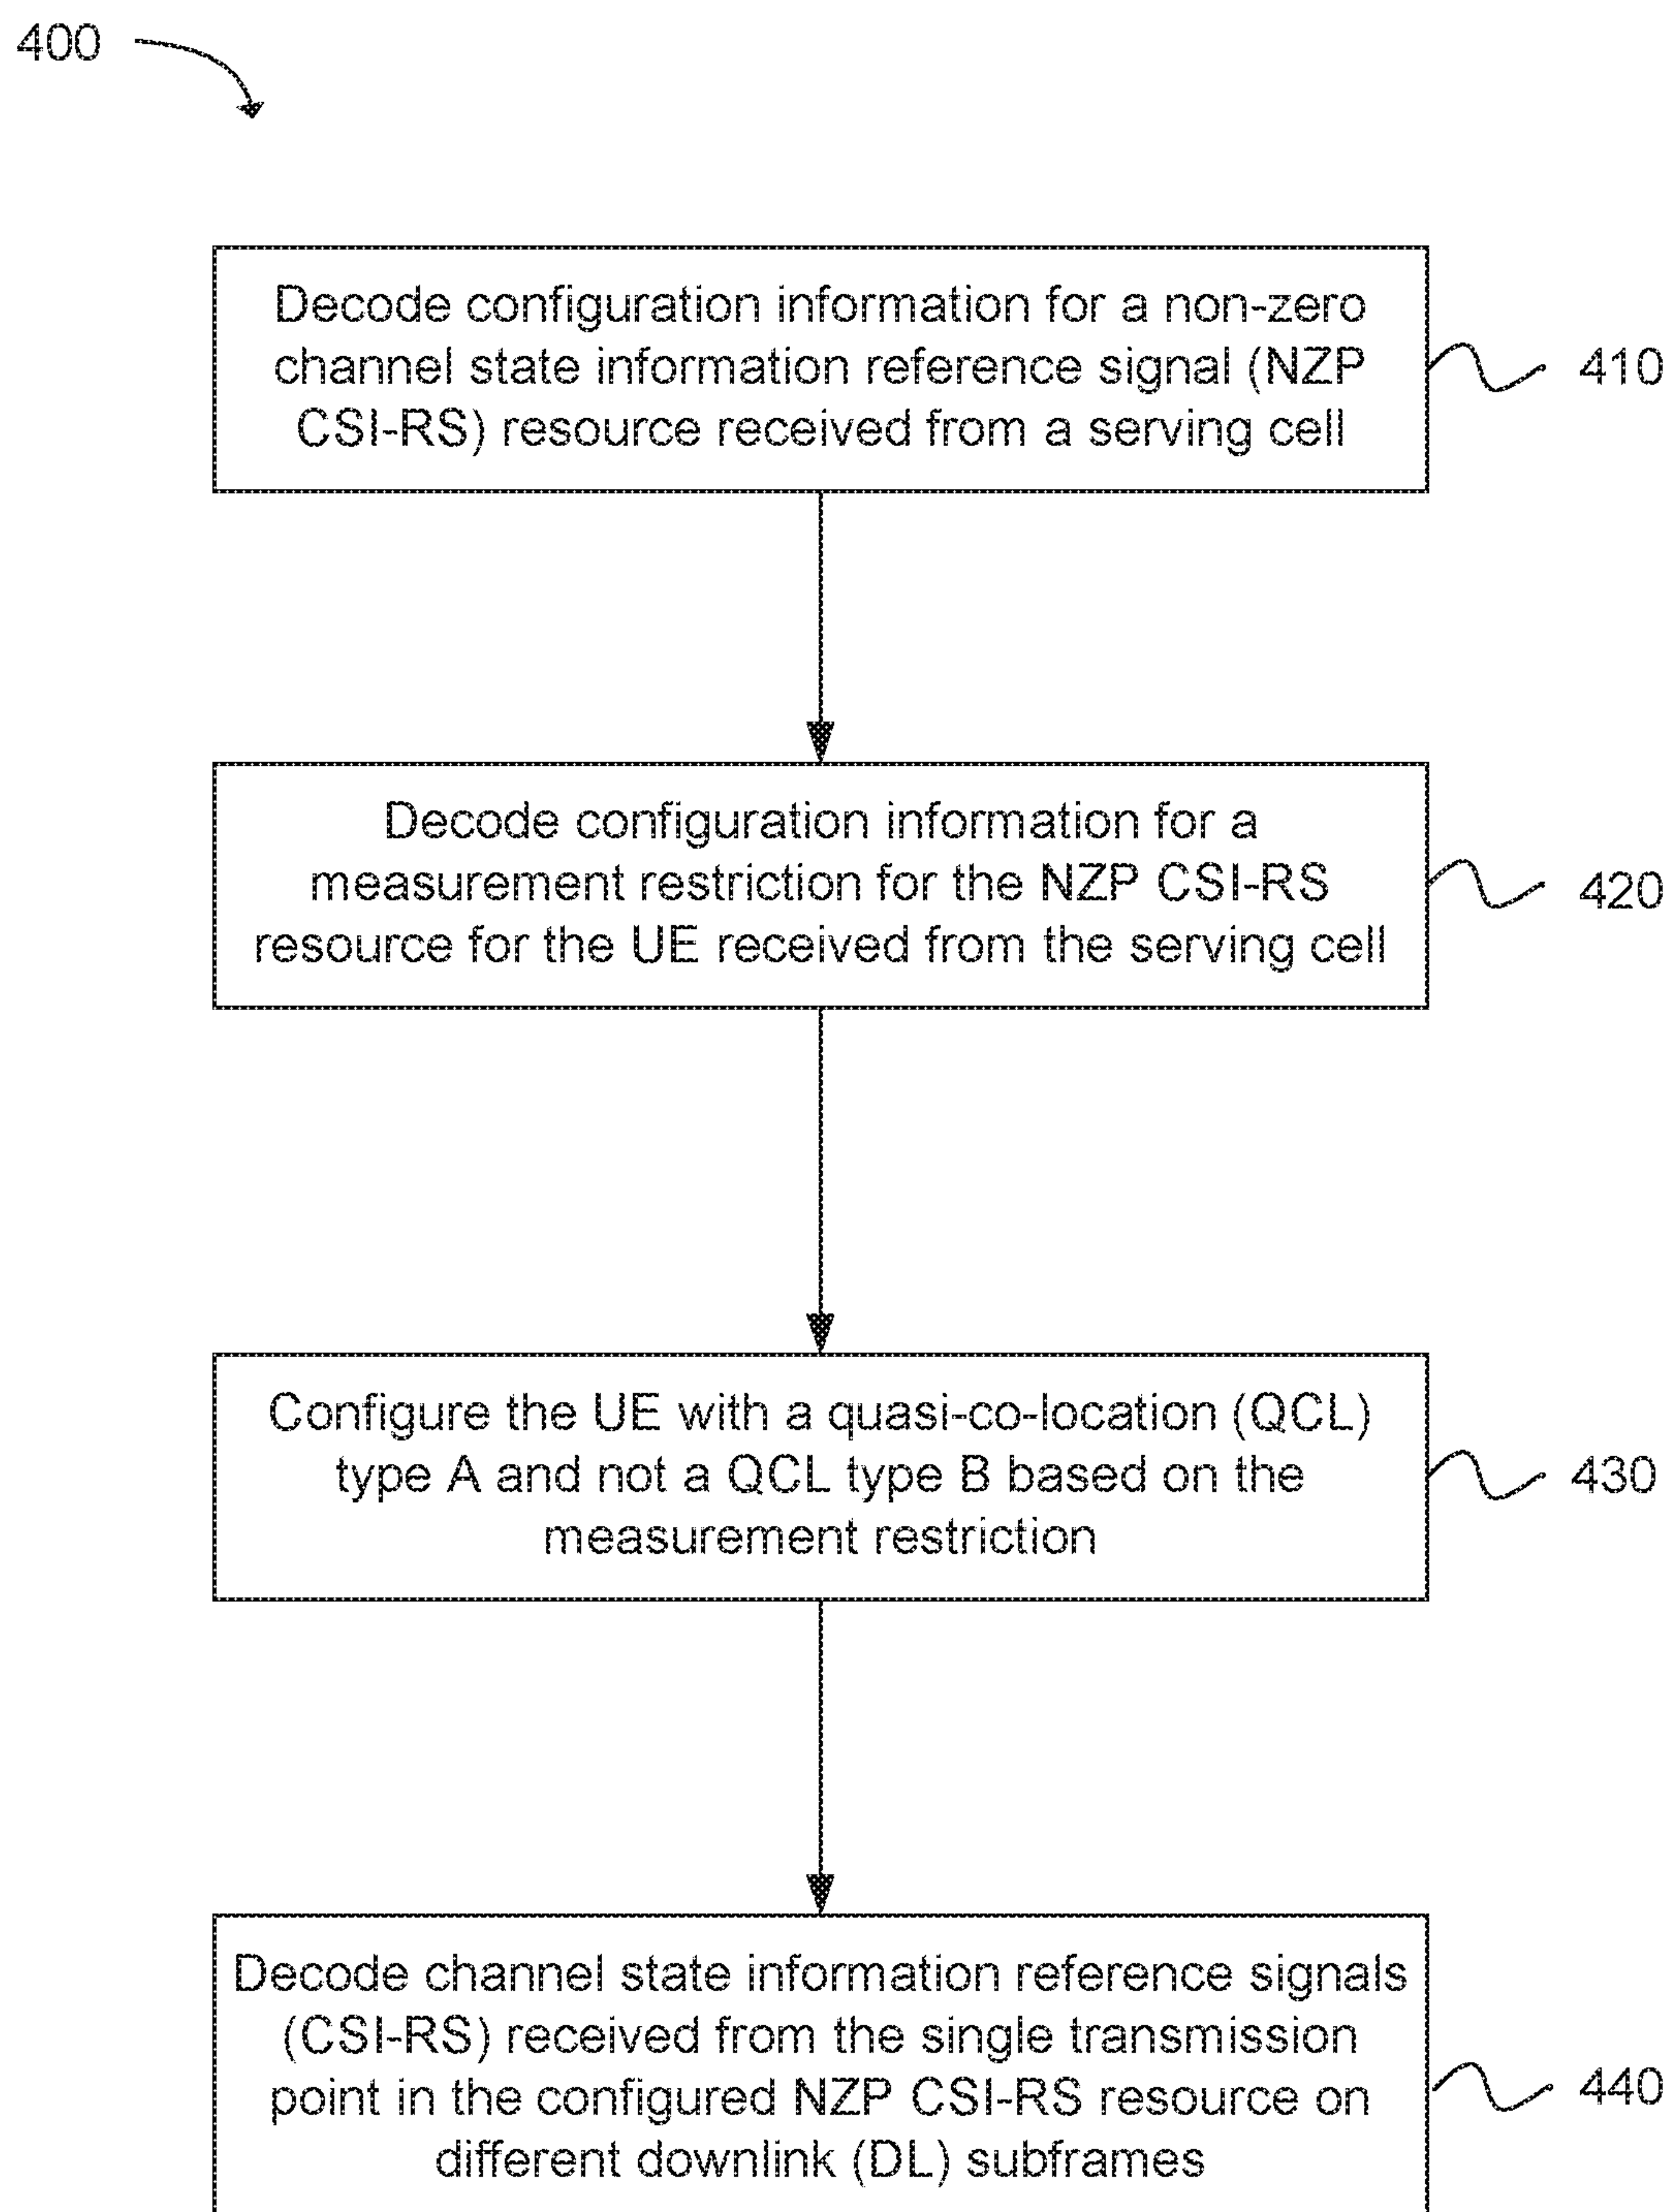 400
Decode configuration information for a non-zero
channel state information reference signal (NZP
CSI-RS) resource received from a serving cell
410
Decode configuration information for a
measurement restriction for the NZP CSI-RS
resource for the UE received from the serving cell
420
Configure the UE with a quasi-co-location (QCL)
type A and not a QCL type B based on the
measurement restriction
430
Decode channel state information reference signals
(CSI-RS) received from the single transmission
point in the configured NZP CSI-RS resource on
different downlink (DL) subframes
440